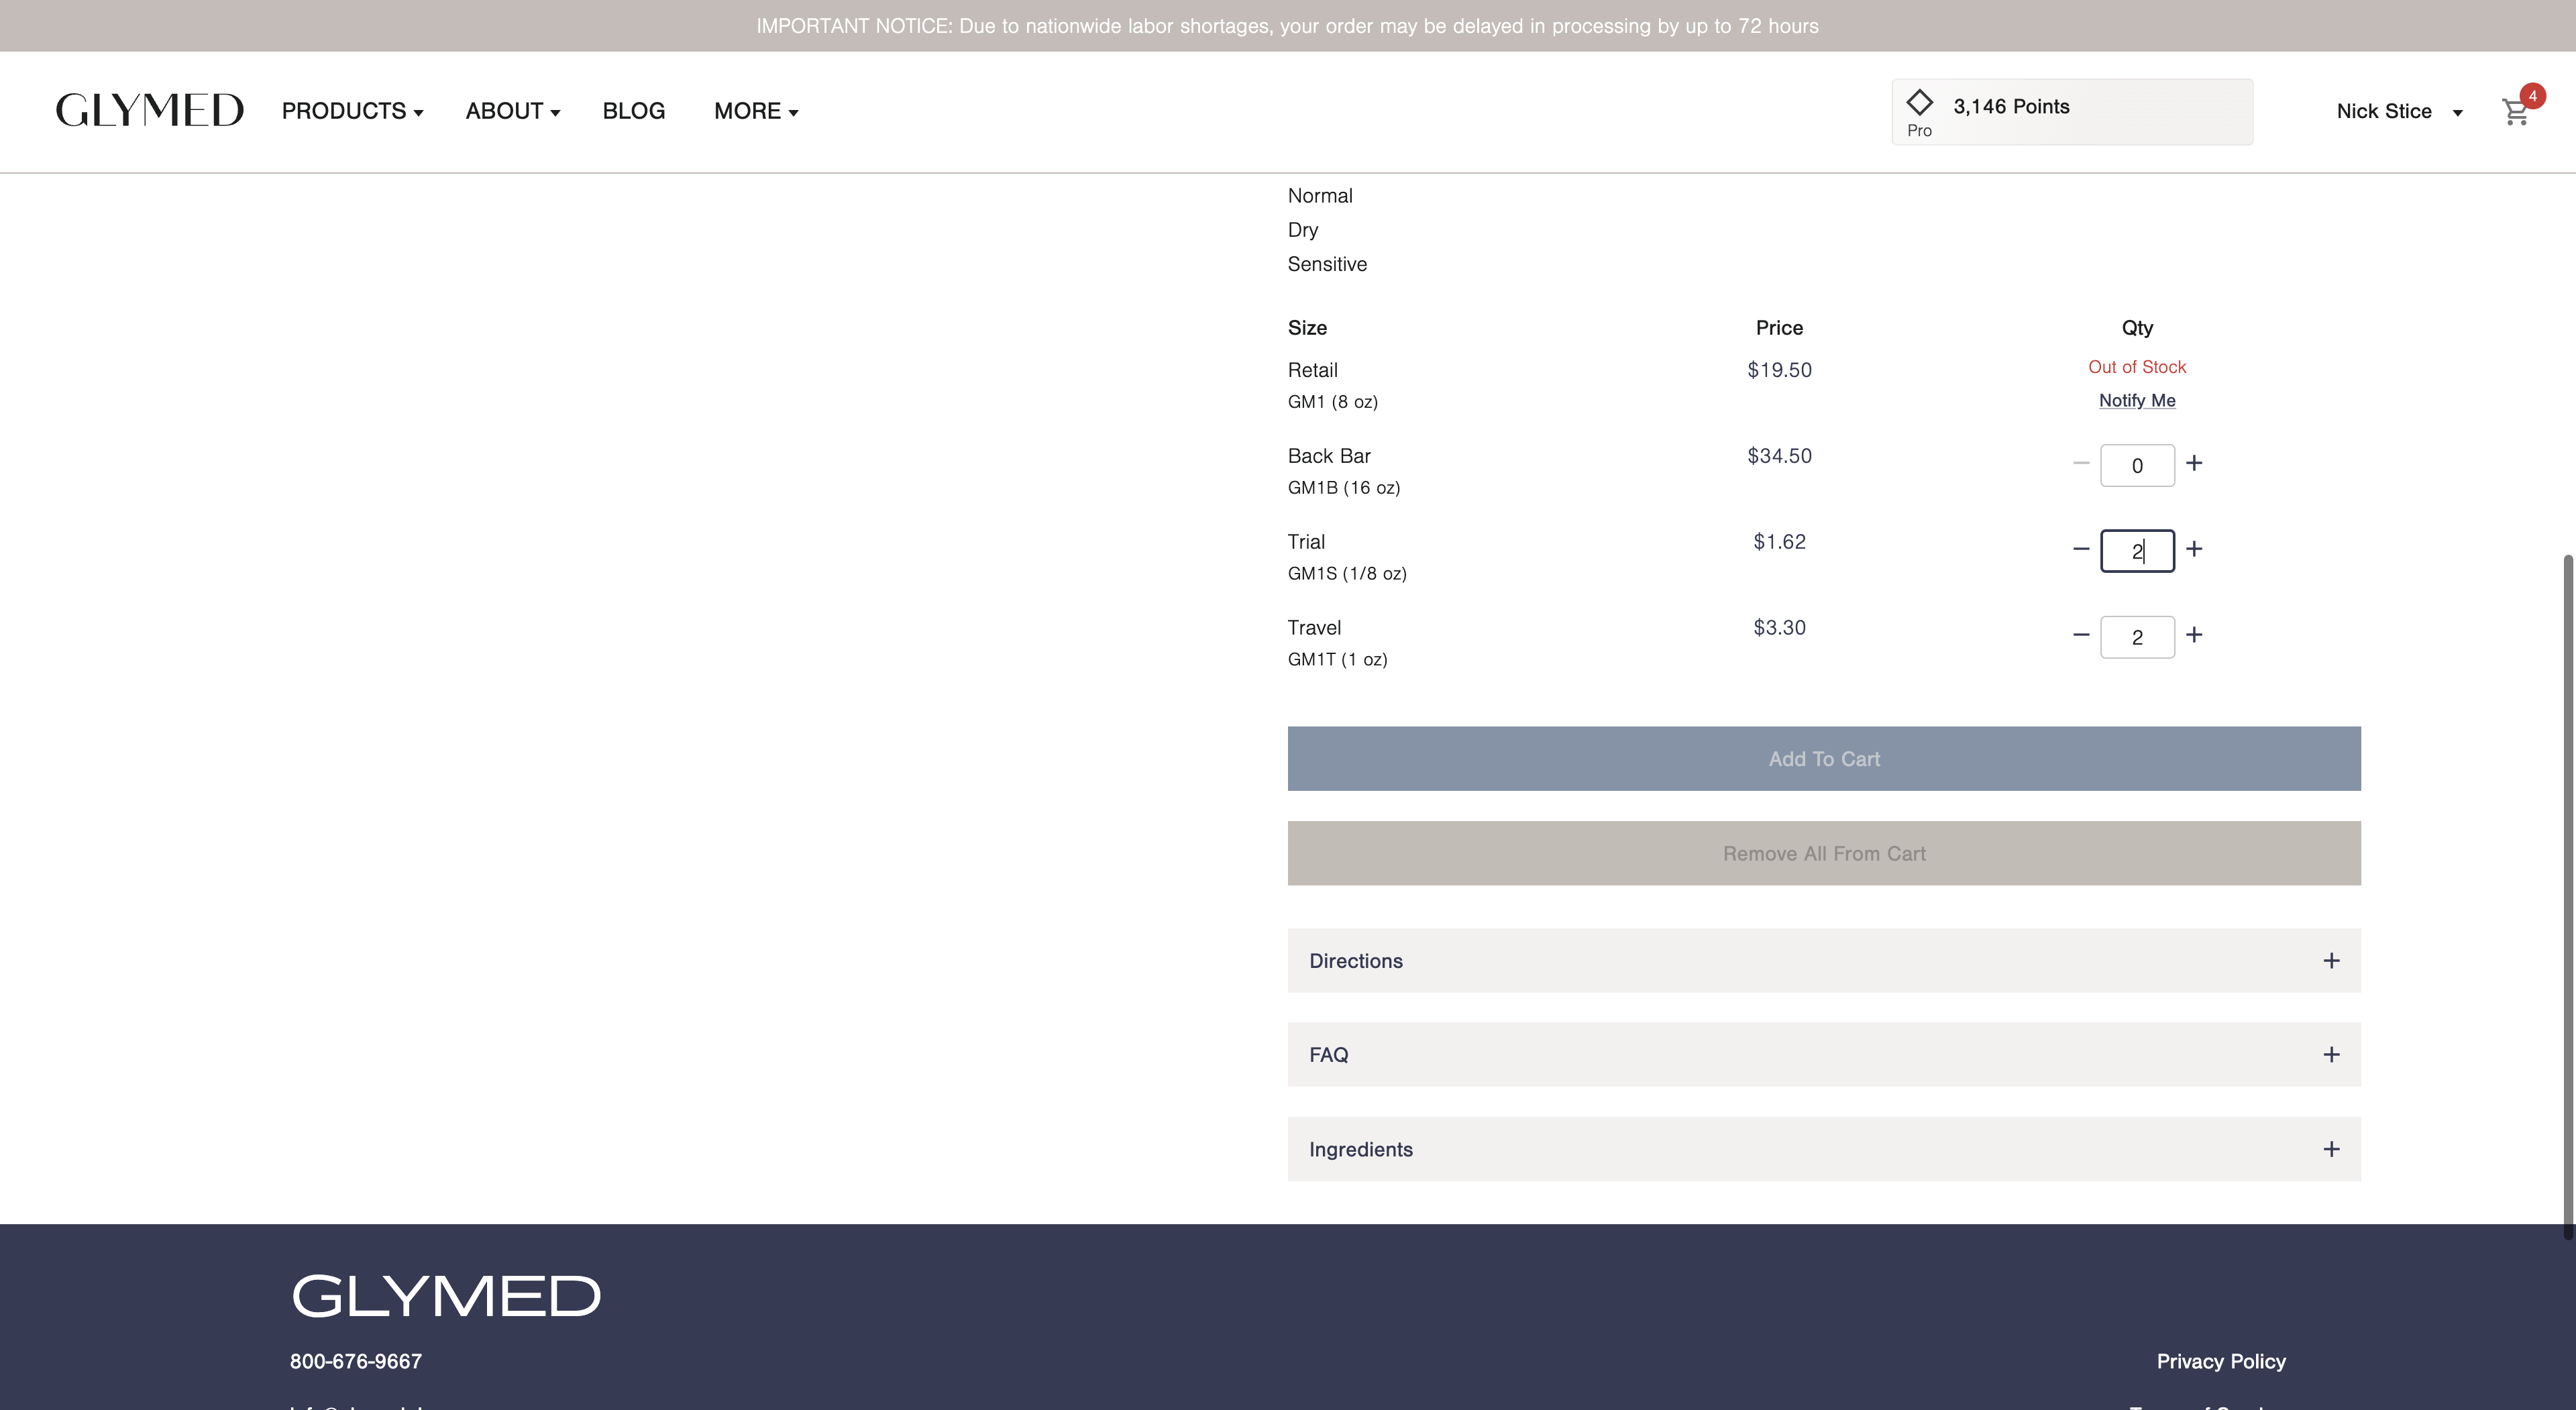 IMPORTANT NOTICE: Due to nationwide labor shortages, your order may be delayed in processing by up to 72 hours
GLYMED PRODUCTS ABOUT BLOG MORE
3,146 Points
Pro
Nick Stice
4
Normal
Dry
Sensitive
Size Price Qty
Retail $19.50 Out of Stock
GM1 (8 oz) Notify Me
Back Bar $34.50 0
GM1B (16 oz)
Trial $1.62 2
GM1S (1/8 oz)
Travel $3.30 2
GM1T (1 oz)
Add To Cart
Remove All From Cart
Directions
FAQ
Ingredients
GLYMED
800-676-9667 Privacy Policy